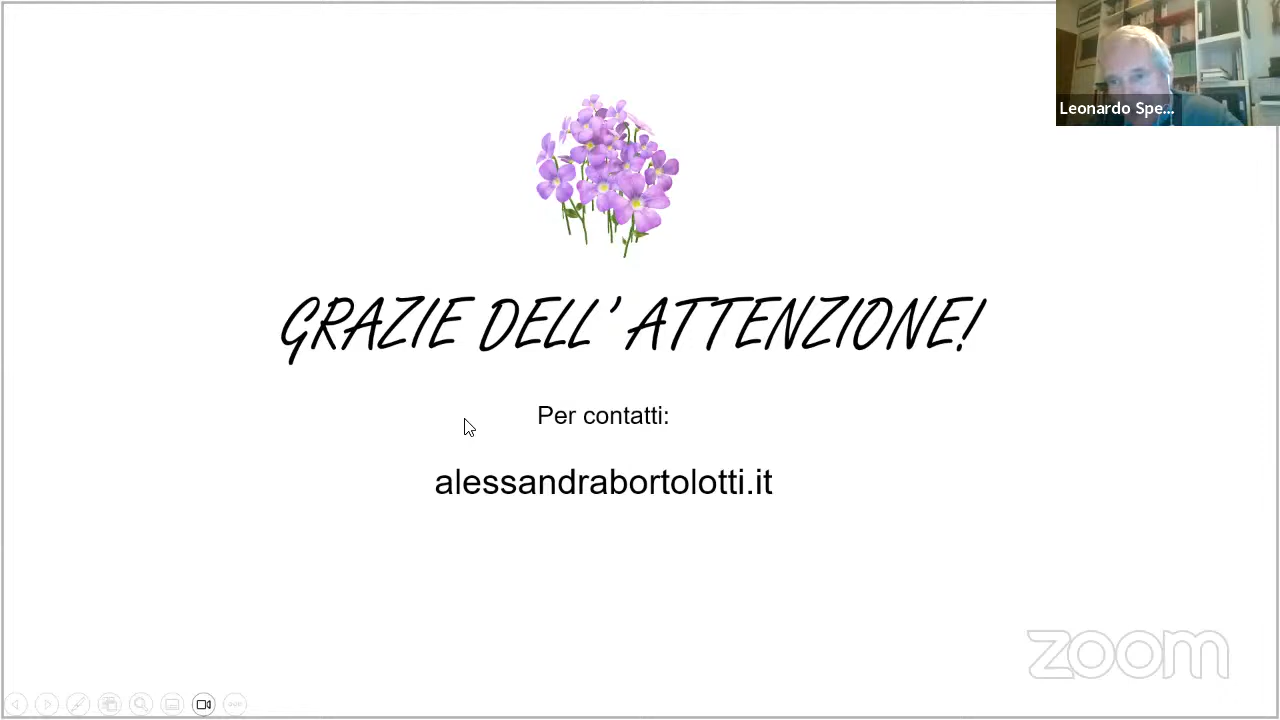 Leonardo Spe...
GRAZIE DELL' ATTENZIONE!
Per contatti:
alessandrabortolotti.it
zoom